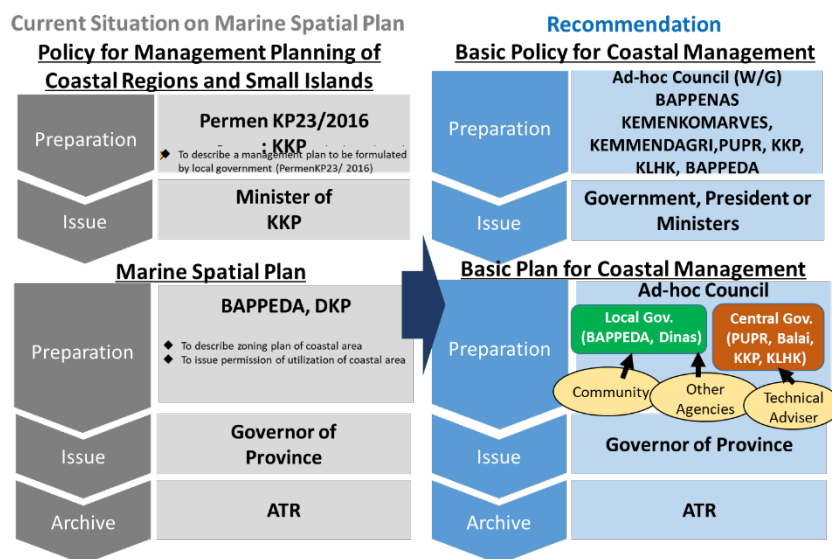 Current Situation on Marine Spatial Plan
Policy for Management Planning of
Coastal Regions and Small Islands
Preparation
Permen KP23/2016
: KKP
◆ To describe a management plan to be formulated
by local government (PermenKP23/ 2016)
Issue
Minister of
KKP
Marine Spatial Plan
Preparation
BAPPEDA, DKP
◆ To describe zoning plan of coastal area
◆ To issue permission of utilization of coastal area
Issue
Governor of
Province
Archive
ATR
Recommendation
Basic Policy for Coastal Management
Preparation
Ad-hoc Council (W/G)
BAPPENAS
KEMENKOMARVES,
KEMMENDAGRI,PUPR, KKP,
KLHK, BAPPEDA
Issue
Government, President or
Ministers
Basic Plan for Coastal Management
Preparation
Ad-hoc Council
Local Gov.
(BAPPEDA, Dinas)
Central Gov.
(PUPR, Balai,
KKP, KLHK)
Community
Other
Agencies
Technical
Adviser
Issue
Governor of Province
Archive
ATR